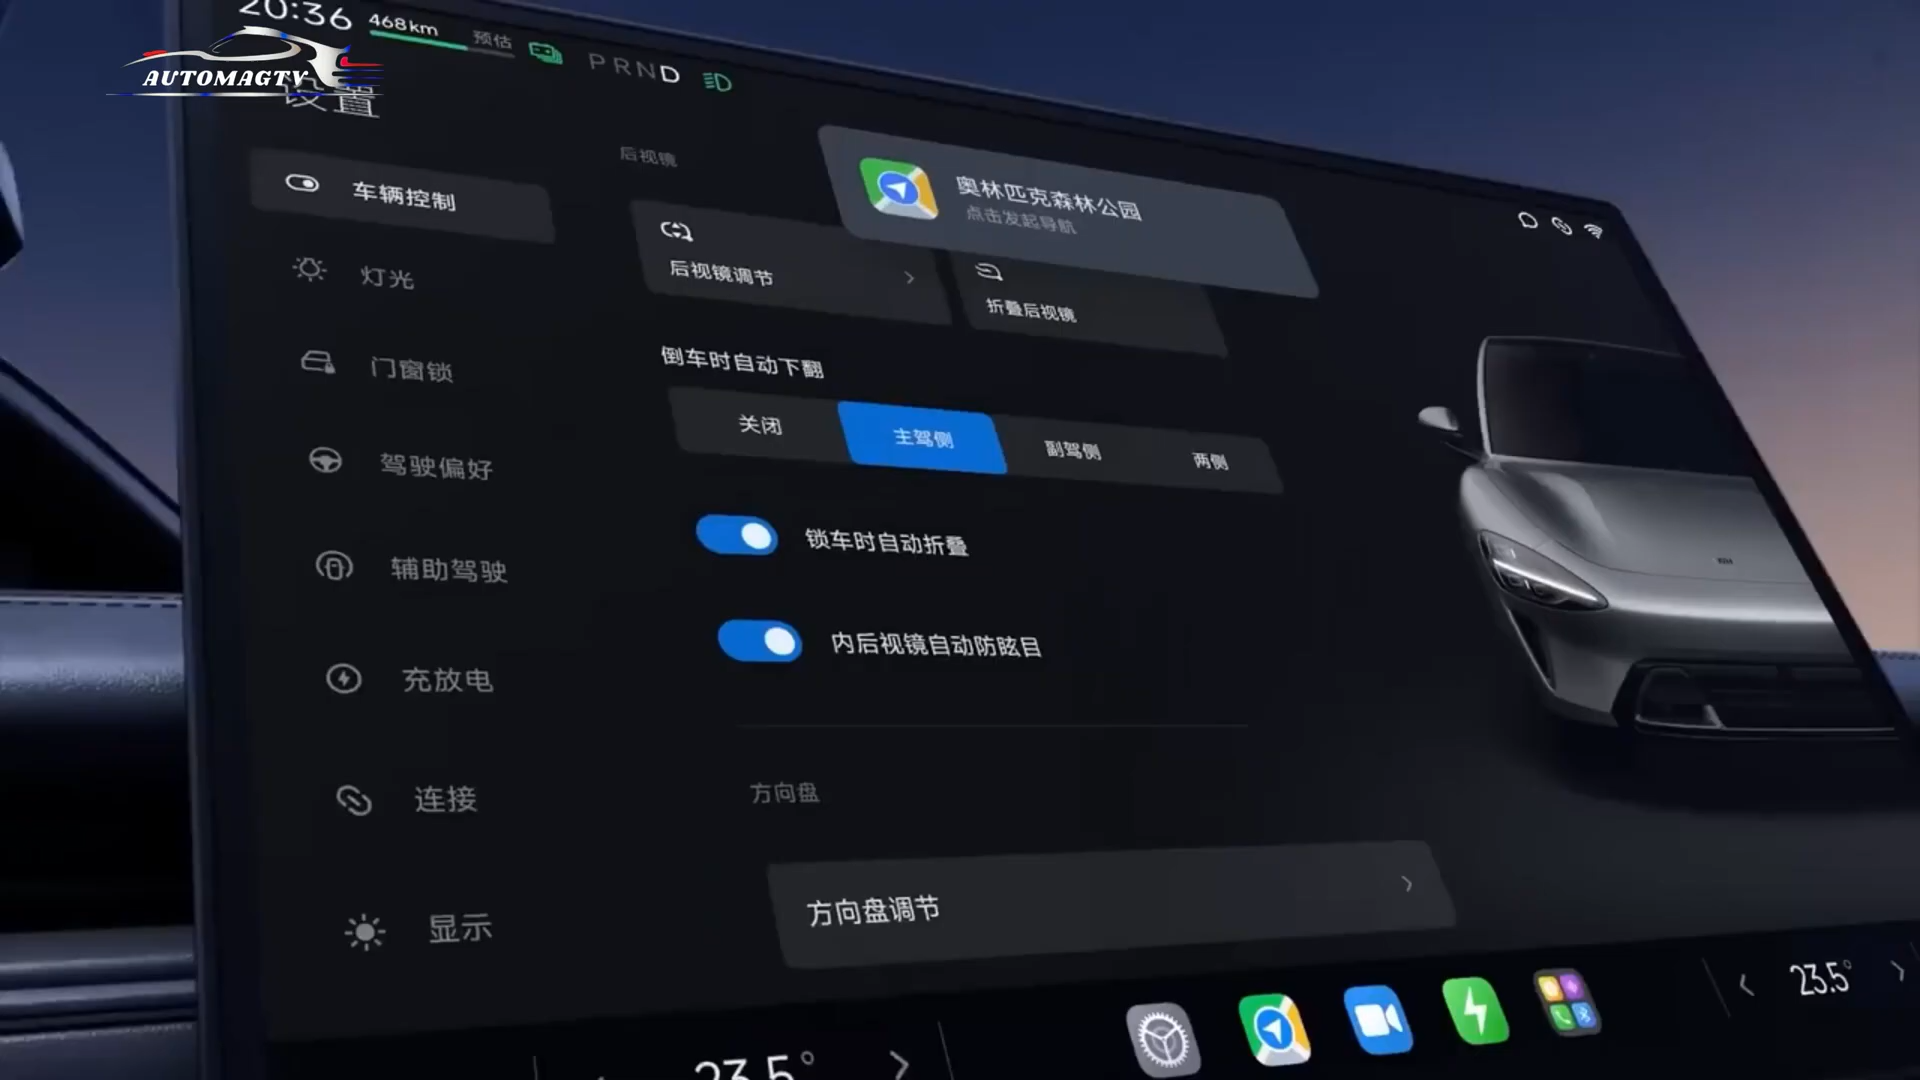 20:36
468km
预估
P R N D
AUTOMAGTV
设置
后视镜
奥林匹克森林公园
点击发起导航
车辆控制
灯光
门窗锁
驾驶偏好
辅助驾驶
充放电
连接
显示
后视镜调节
折叠后视镜
倒车时自动下翻
关闭
主驾侧
副驾侧
两侧
锁车时自动折叠
内后视镜自动防眩目
方向盘
方向盘调节
23.5°
23.5°